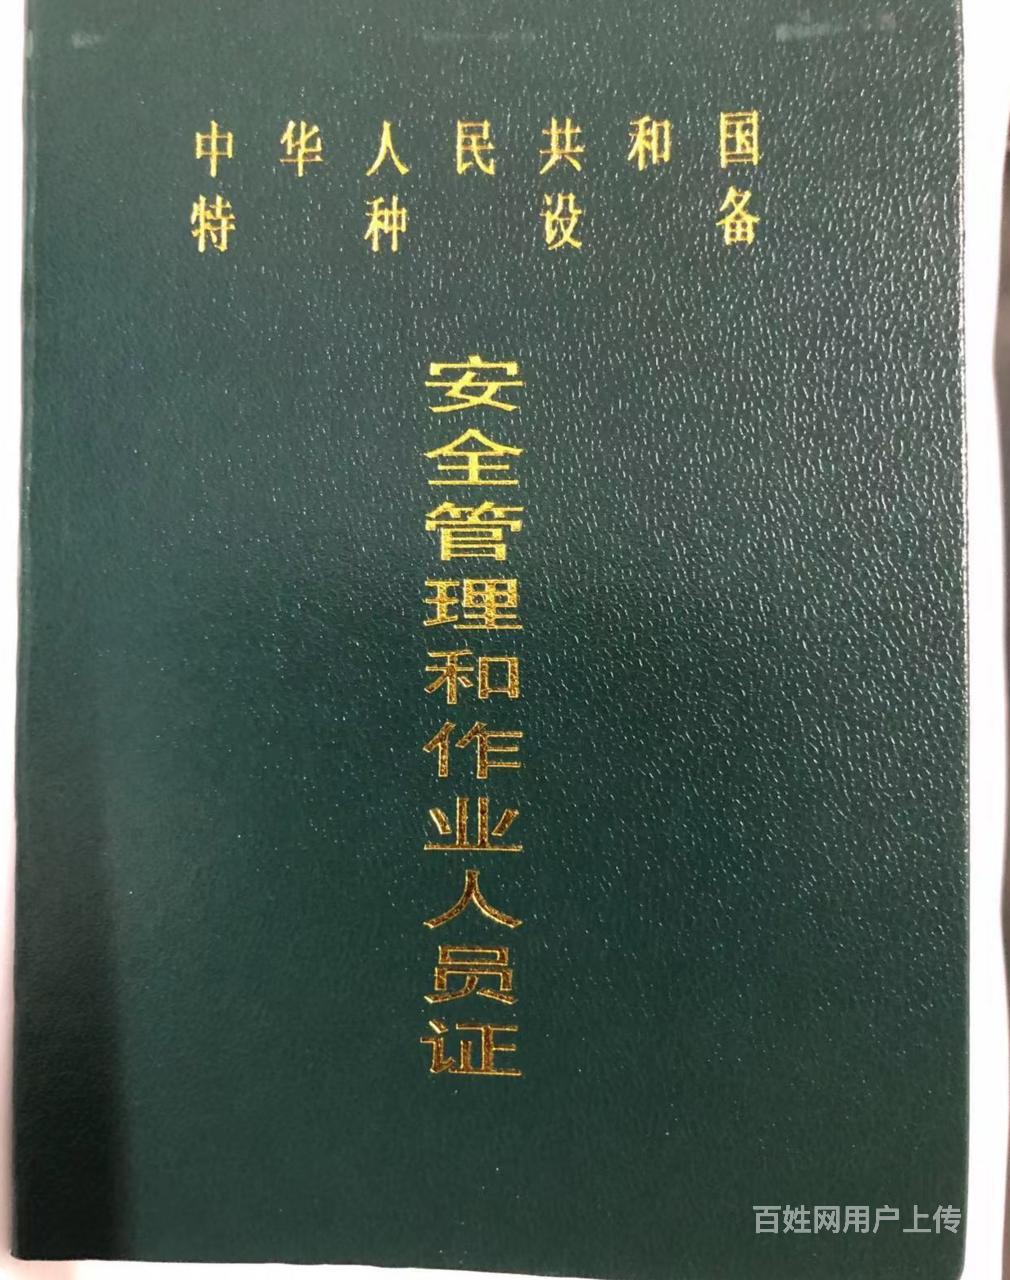 中华人民共和国
特种设备
安全管理和作业人员证
百姓网用户上传